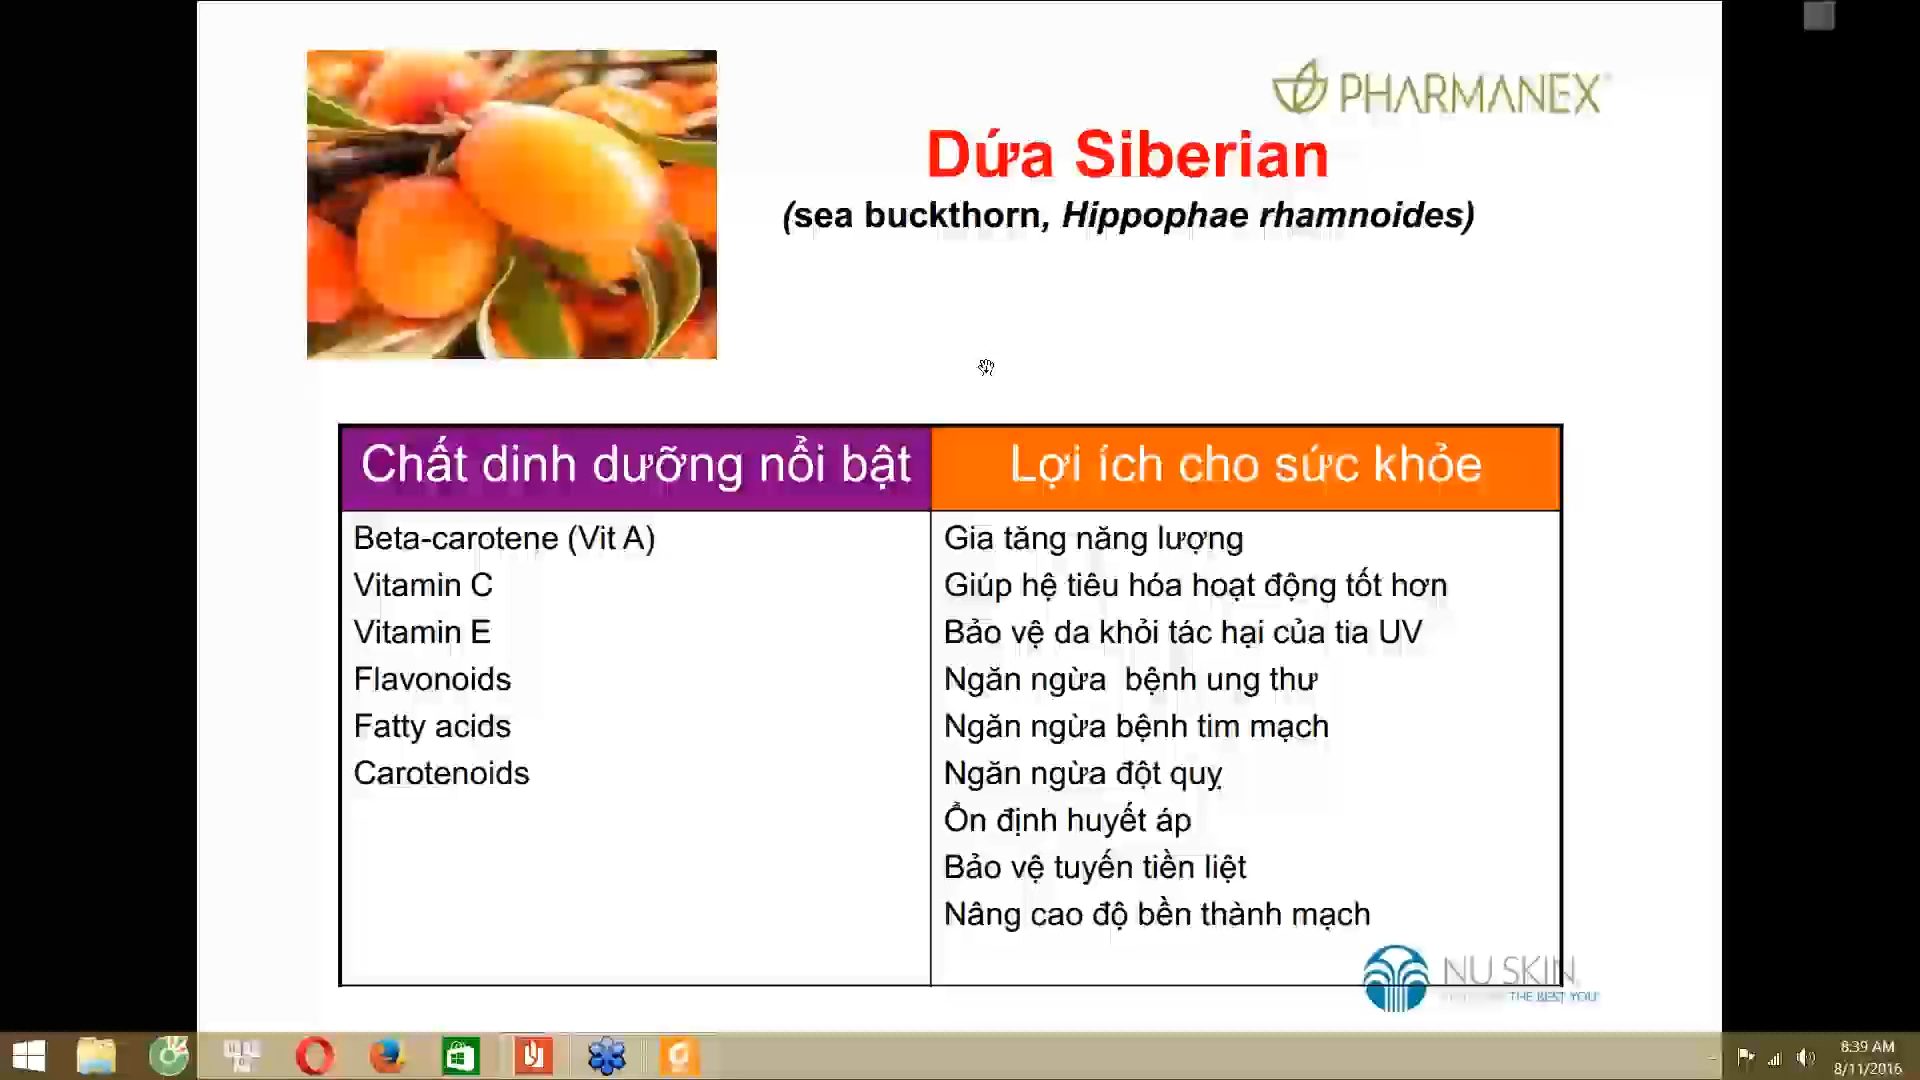 PHARMANEX
Dứa Siberian
(sea buckthorn, Hippophae rhamnoides)
Chất dinh dưỡng nổi bật
Beta-carotene (Vit A)
Vitamin C
Vitamin E
Flavonoids
Fatty acids
Carotenoids
Lợi ích cho sức khỏe
Gia tăng năng lượng
Giúp hệ tiêu hóa hoạt động tốt hơn
Bảo vệ da khỏi tác hại của tia UV
Ngăn ngừa bệnh ung thư
Ngăn ngừa bệnh tim mạch
Ngăn ngừa đột quỵ
Ổn định huyết áp
Bảo vệ tuyến tiền liệt
Nâng cao độ bền thành mạch
NU SKIN
THE BEST YOU
8:39 AM
8/11/2016